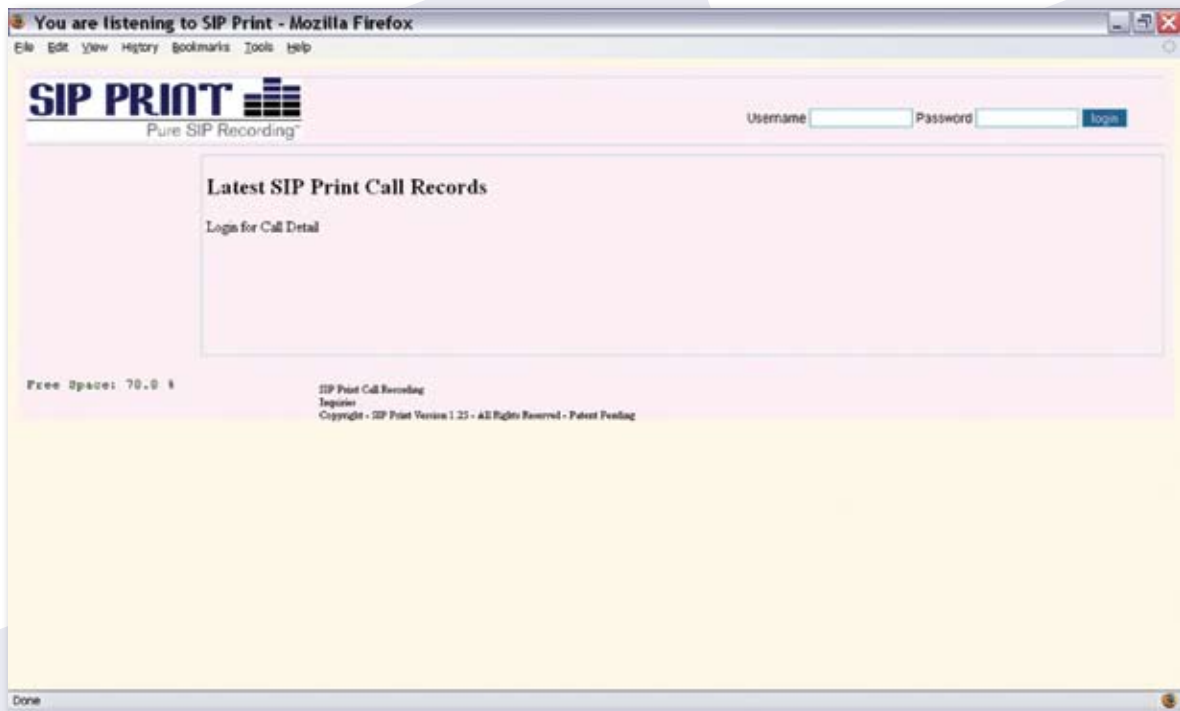 You are listening to SIP Print - Mozilla Firefox
File Edit View History Bookmarks Tools Help
SIP PRINT
Pure SIP Recording™
Username Password login
Latest SIP Print Call Records
Login for Call Detail
Free Space: 70.0 %
SIP Print Call Recording
Inquiries
Copyright - SIP Print Version 1.25 - All Rights Reserved - Patent Pending
Done